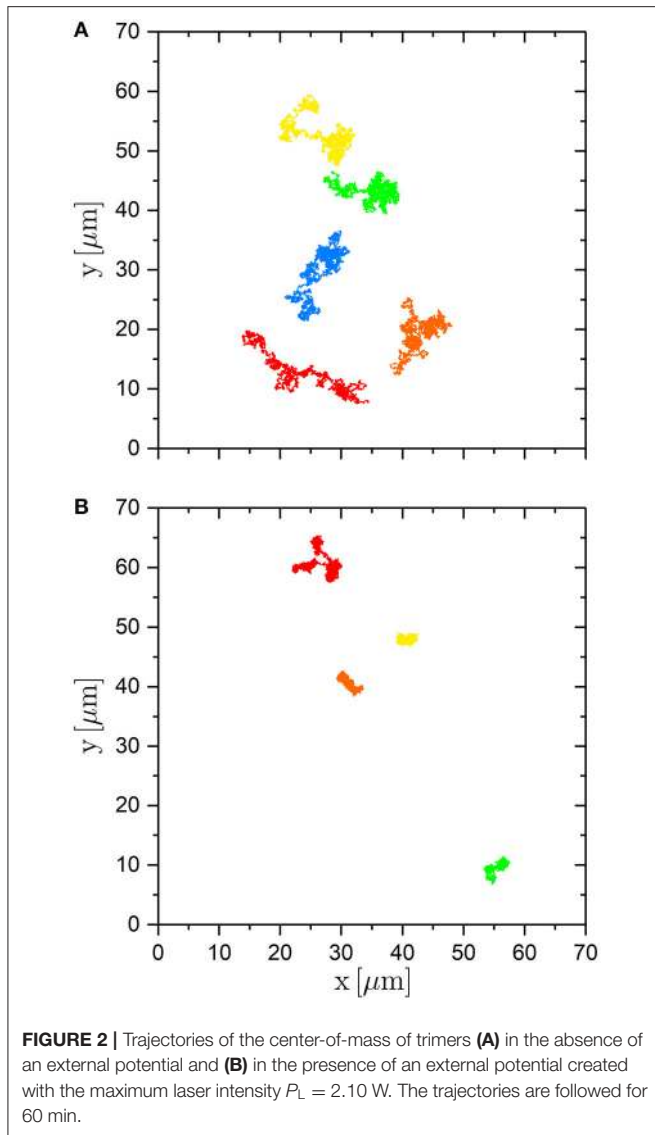 A
70
60
50
40
30
20
10
0
y [μm]
B
70
60
50
40
30
20
10
0
y [μm]
0 10 20 30 40 50 60 70
x [μm]
FIGURE 2 | Trajectories of the center-of-mass of trimers (A) in the absence of
an external potential and (B) in the presence of an external potential created
with the maximum laser intensity P_L = 2.10 W. The trajectories are followed for
60 min.